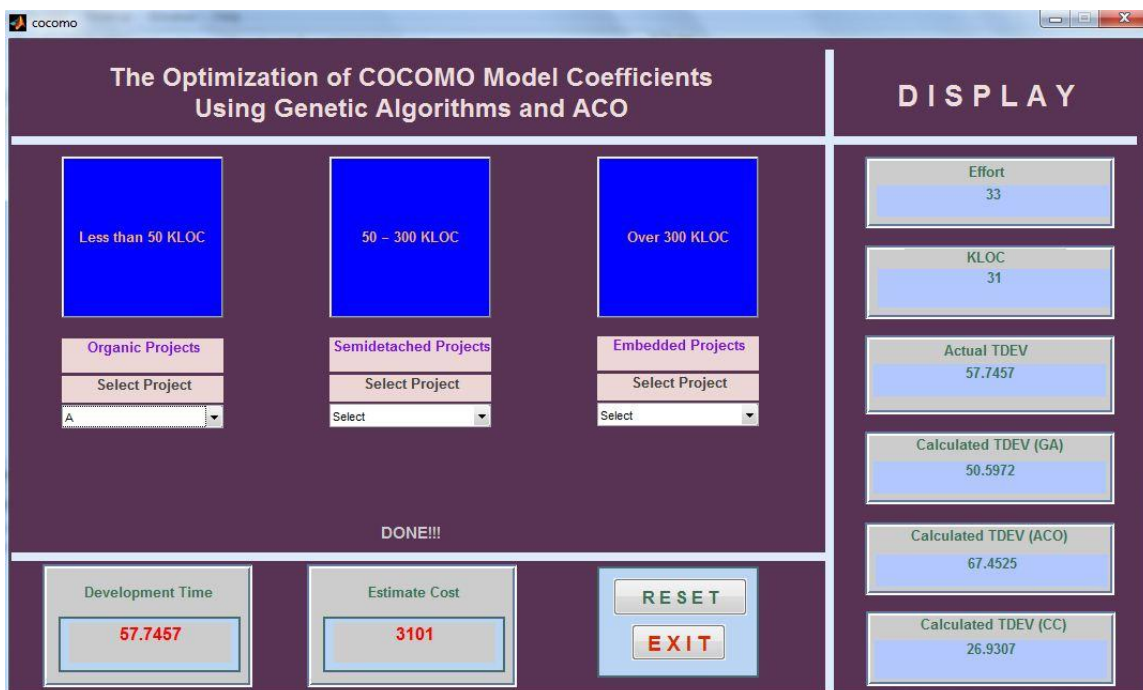 cocomo
The Optimization of COCOMO Model Coefficients
Using Genetic Algorithms and ACO
DISPLAY
Less than 50 KLOC
50 – 300 KLOC
Over 300 KLOC
Organic Projects
Semidetached Projects
Embedded Projects
Select Project
Select Project
Select Project
A
Select
Select
DONE!!!
Development Time
57.7457
Estimate Cost
3101
RESET
EXIT
Effort
33
KLOC
31
Actual TDEV
57.7457
Calculated TDEV (GA)
50.5972
Calculated TDEV (ACO)
67.4525
Calculated TDEV (CC)
26.9307